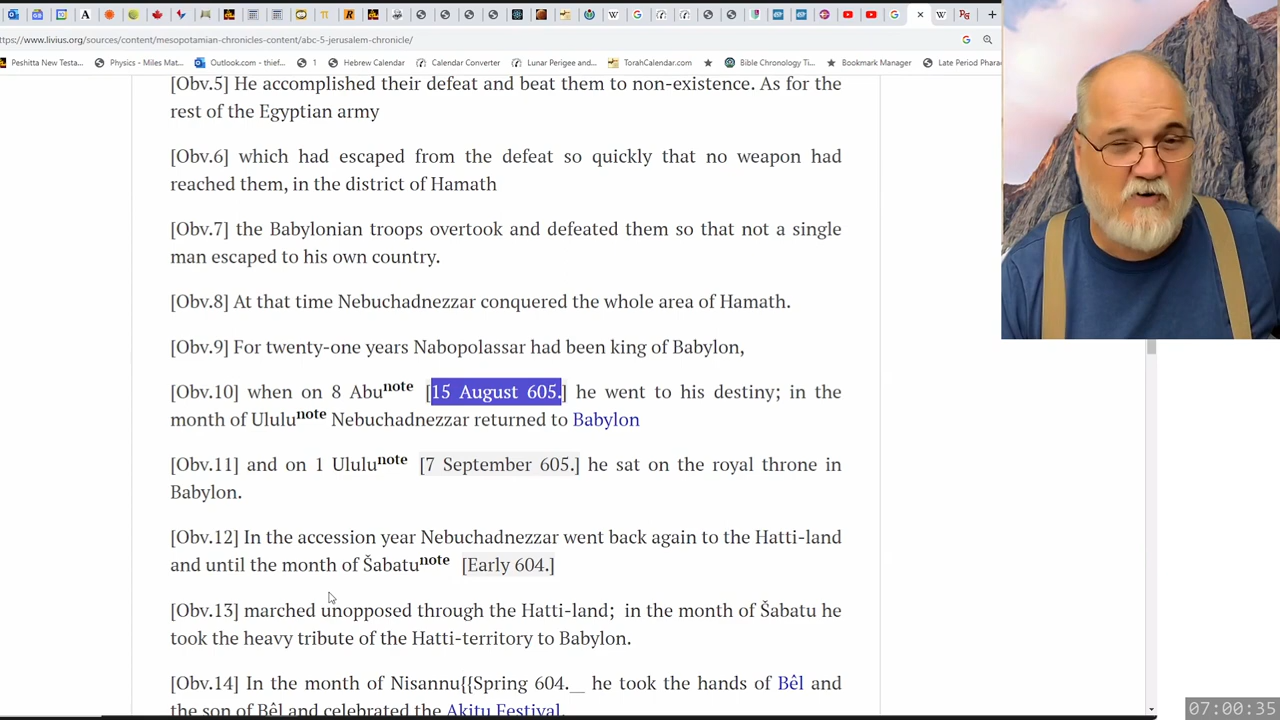 ttps://www.livius.org/sources/content/mesopotamian-chronicles-content/abc-5-jerusalem-chronicle/
Peshitta New Testa... Physics - Miles Mat... Outlook.com - thief... 1 Hebrew Calendar Calendar Converter Lunar Perigee and... TorahCalendar.com Bible Chronology Ti... Bookmark Manager Late Period Phara
[Obv.5] He accomplished their defeat and beat them to non-existence. As for the
rest of the Egyptian army
[Obv.6] which had escaped from the defeat so quickly that no weapon had
reached them, in the district of Hamath
[Obv.7] the Babylonian troops overtook and defeated them so that not a single
man escaped to his own country.
[Obv.8] At that time Nebuchadnezzar conquered the whole area of Hamath.
[Obv.9] For twenty-one years Nabopolassar had been king of Babylon,
[Obv.10] when on 8 Abu note [15 August 605.] he went to his destiny; in the
month of Ululu note Nebuchadnezzar returned to Babylon
[Obv.11] and on 1 Ululu note [7 September 605.] he sat on the royal throne in
Babylon.
[Obv.12] In the accession year Nebuchadnezzar went back again to the Hatti-land
and until the month of Šabatu note [Early 604.]
[Obv.13] marched unopposed through the Hatti-land; in the month of Šabatu he
took the heavy tribute of the Hatti-territory to Babylon.
[Obv.14] In the month of Nisannu{{Spring 604.__ he took the hands of Bêl and
the son of Bêl and celebrated the Akitu Festival.
07:00:35